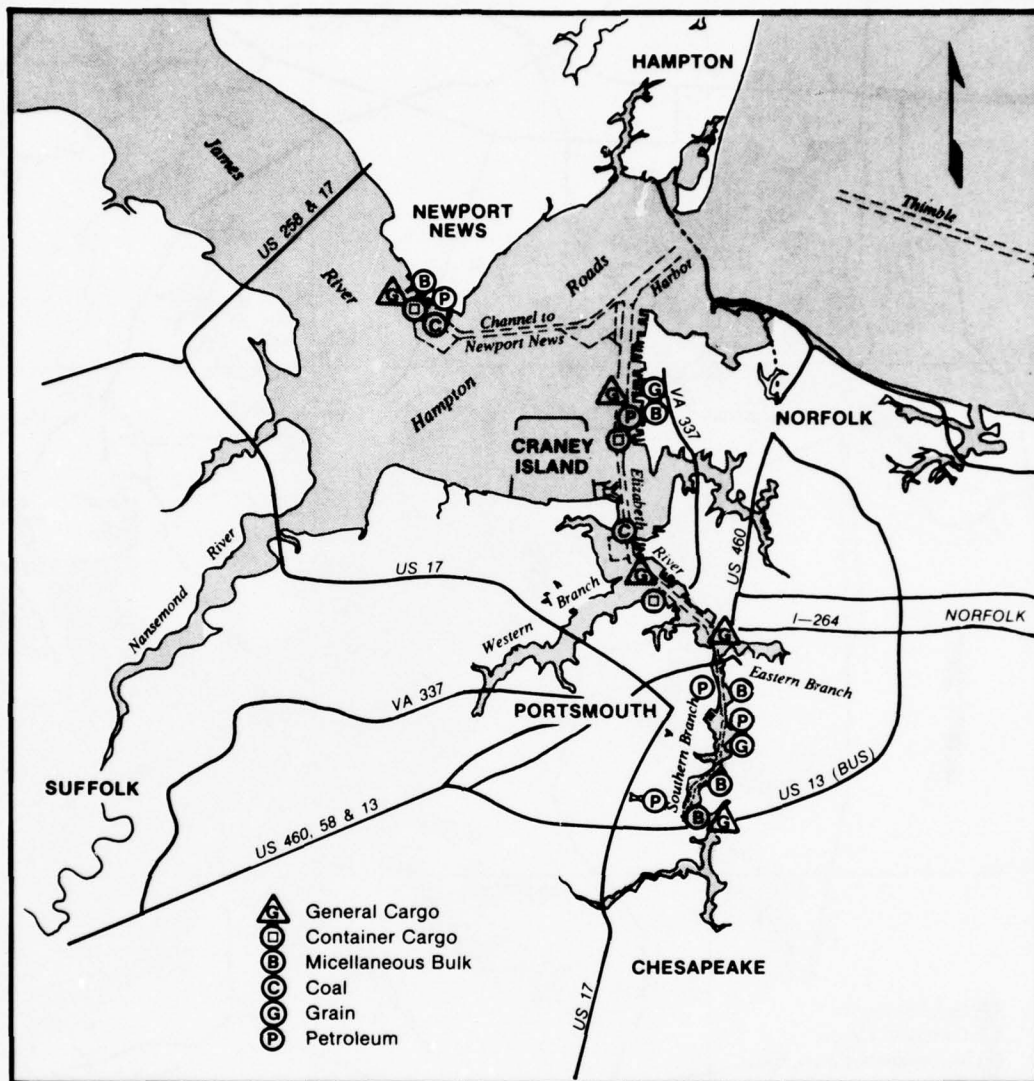 HAMPTON
James
US 258 & 17
NEWPORT
NEWS
Thimble
River
Roads
Harbor
B
G
P
C
Channel to
Newport News
Hampton
G
G
P
B
VA 337
NORFOLK
CRANEY
ISLAND
Elizabeth
C
River
US 460
Nansemond
River
US 17
Branch
G
Western
I-264
NORFOLK
G
Eastern Branch
VA 337
PORTSMOUTH
P
B
P
G
Southern Branch
B
US 13 (BUS)
SUFFOLK
P
B
G
US 460, 58 & 13
G General Cargo
Container Cargo
B Micellaneous Bulk
C Coal
G Grain
P Petroleum
CHESAPEAKE
US 17